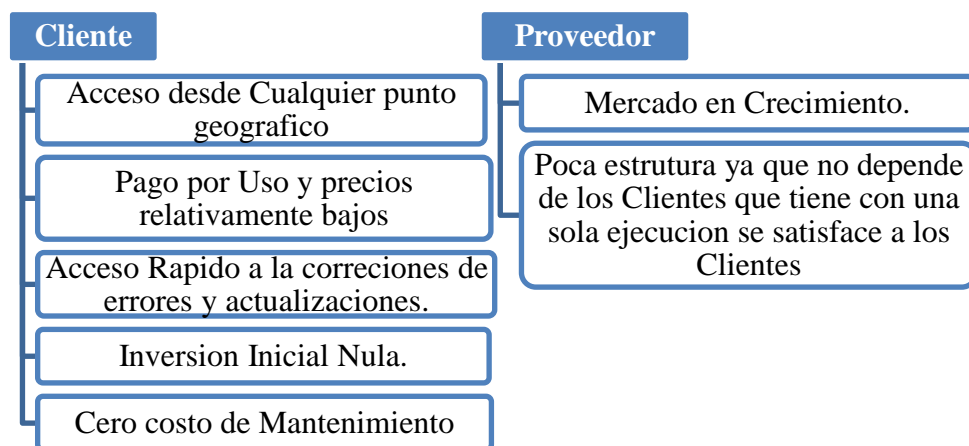 Cliente
Acceso desde Cualquier punto
geografico
Pago por Uso y precios
relativamente bajos
Acceso Rapido a la correciones de
errores y actualizaciones.
Inversion Inicial Nula.
Cero costo de Mantenimiento
Proveedor
Mercado en Crecimiento.
Poca estrutura ya que no depende
de los Clientes que tiene con una
sola ejecucion se satisface a los
Clientes